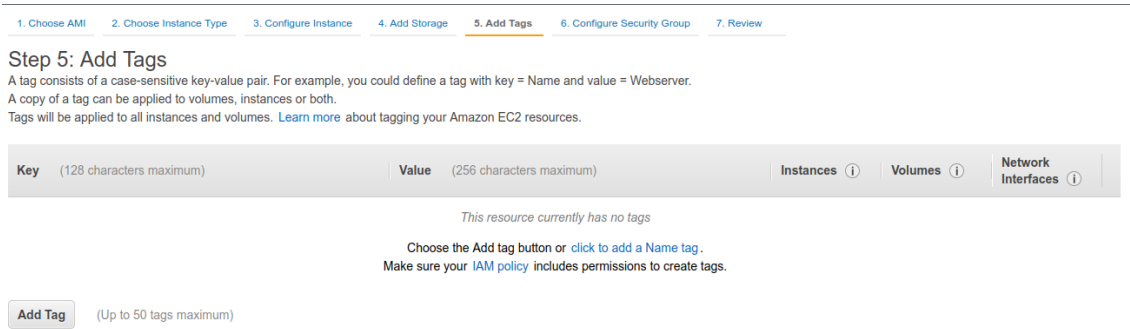 1. Choose AMI 2. Choose Instance Type 3. Configure Instance 4. Add Storage 5. Add Tags 6. Configure Security Group 7. Review
Step 5: Add Tags
A tag consists of a case-sensitive key-value pair. For example, you could define a tag with key = Name and value = Webserver.
A copy of a tag can be applied to volumes, instances or both.
Tags will be applied to all instances and volumes. Learn more about tagging your Amazon EC2 resources.
Key (128 characters maximum) Value (256 characters maximum) Instances i Volumes i Network
Interfaces i
This resource currently has no tags
Choose the Add tag button or click to add a Name tag.
Make sure your IAM policy includes permissions to create tags.
Add Tag (Up to 50 tags maximum)